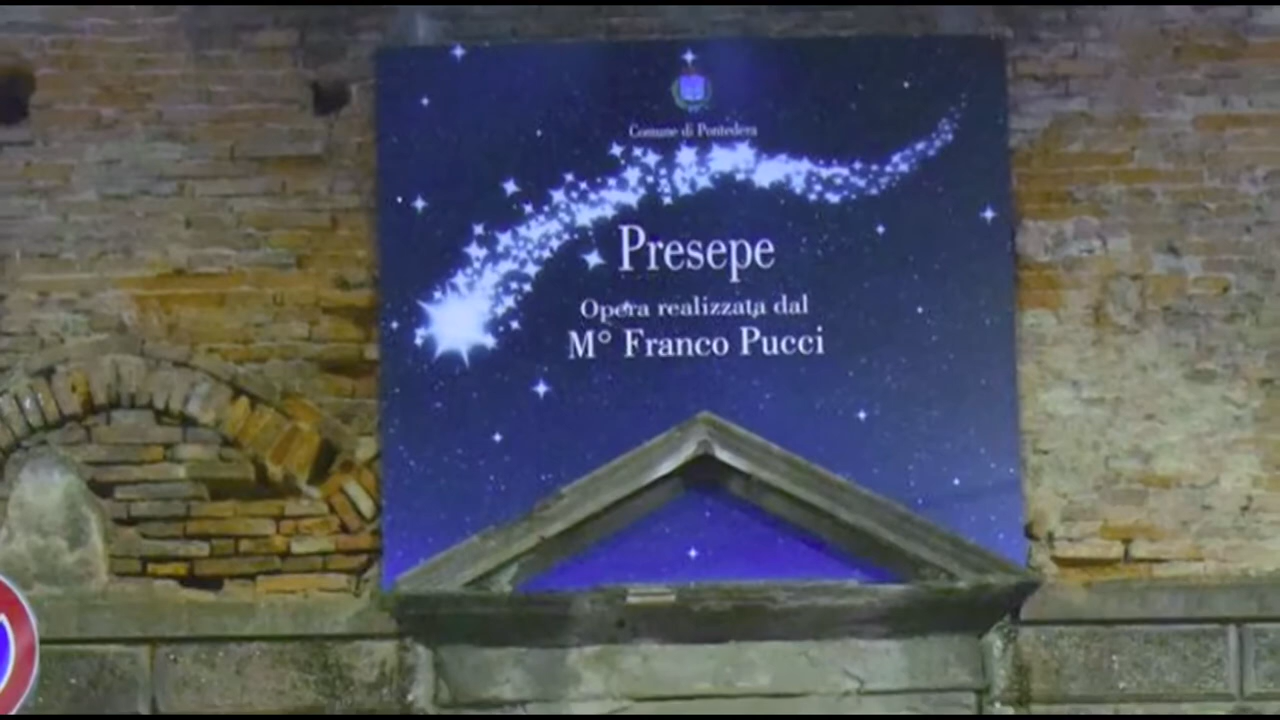 Comune di Pontedera
Presepe
Opera realizzata dal
M° Franco Pucci